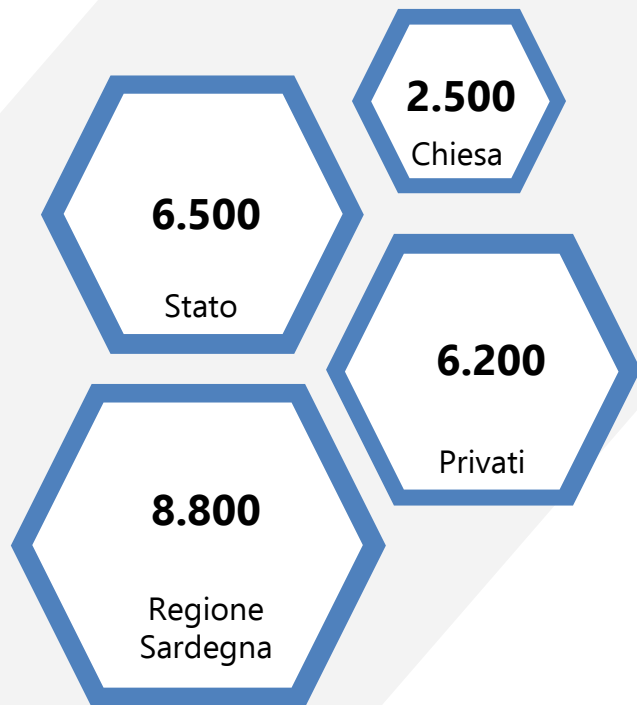 2.500
Chiesa
6.500
Stato
6.200
Privati
8.800
Regione
Sardegna